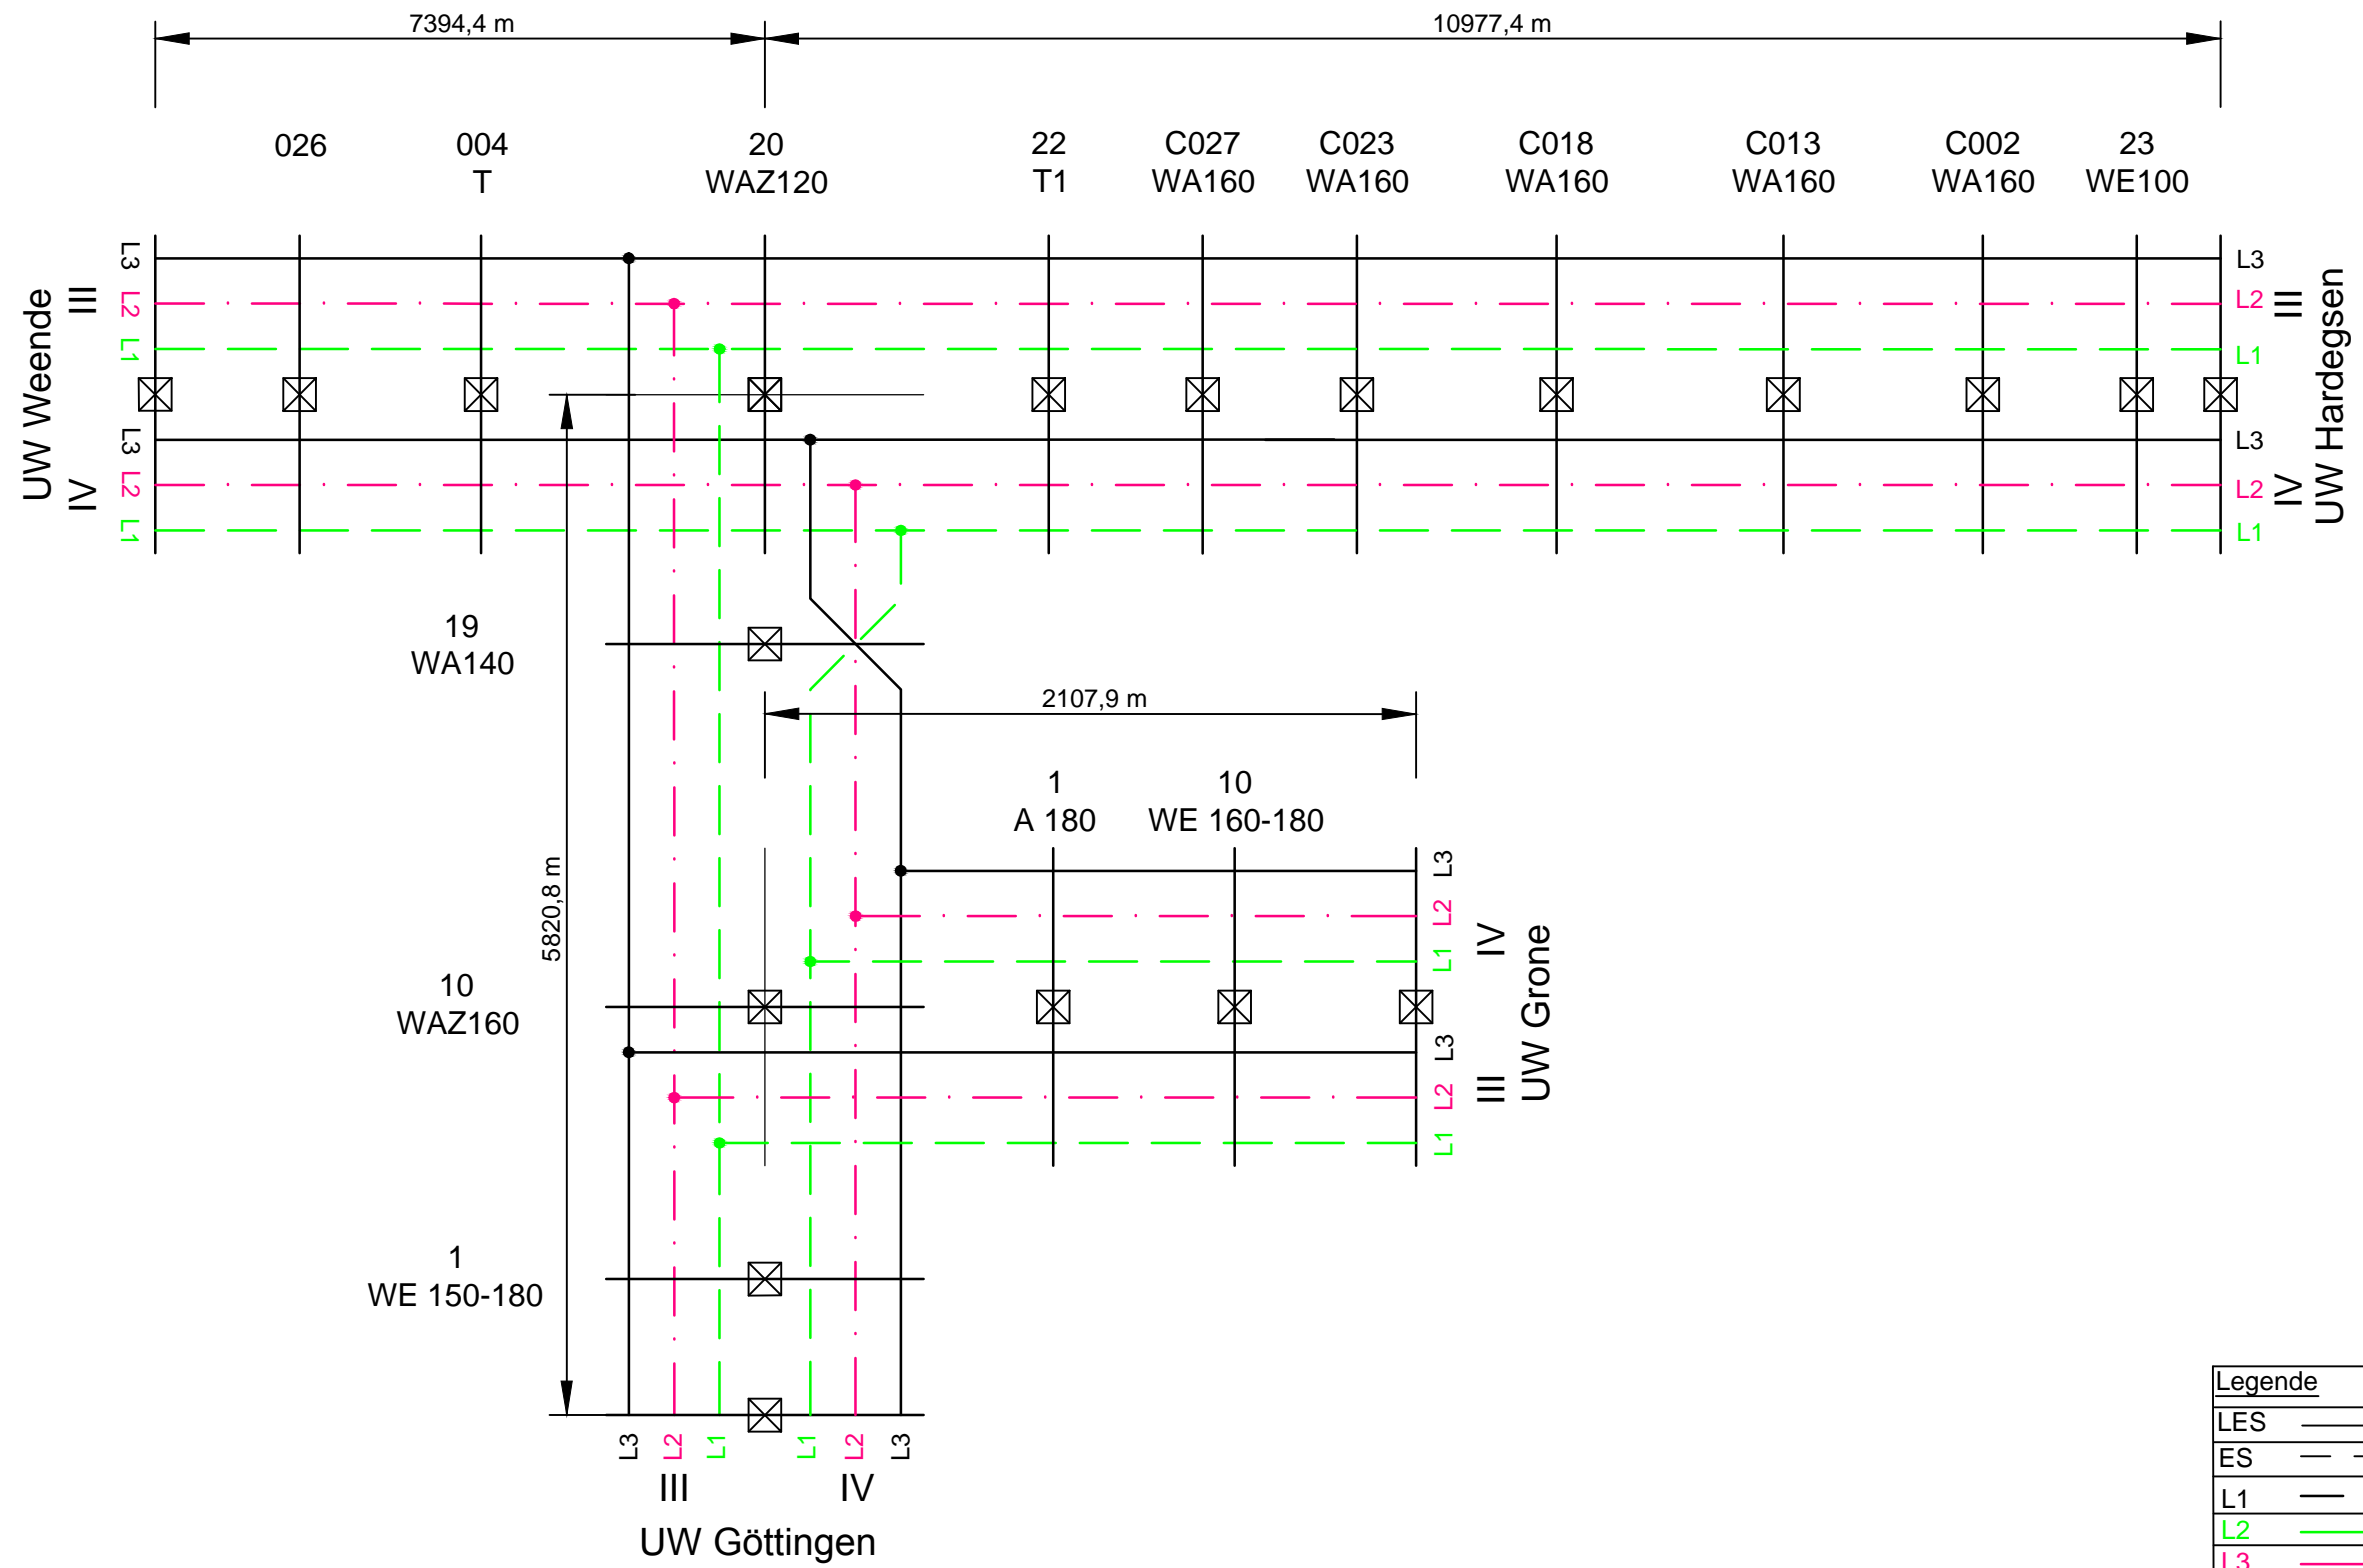 7394,4 m
10977,4 m
026
004
T
20
WAZ120
22
T1
C027
WA160
C023
WA160
C018
WA160
C013
WA160
C002
WA160
23
WE100
UW Weende
III
IV
L3
L2
L1
L3
L2
L1
L3
L2
L1
L3
L2
L1
III
IV
UW Hardegsen
19
WA140
2107,9 m
1
A 180
10
WE 160-180
5820,8 m
L3
L2
L1
IV
L3
L2
L1
III
UW Grone
10
WAZ160
1
WE 150-180
L3
L2
L1
L1
L2
L3
III
IV
UW Göttingen
Legende
LES
ES
L1
L2
L3